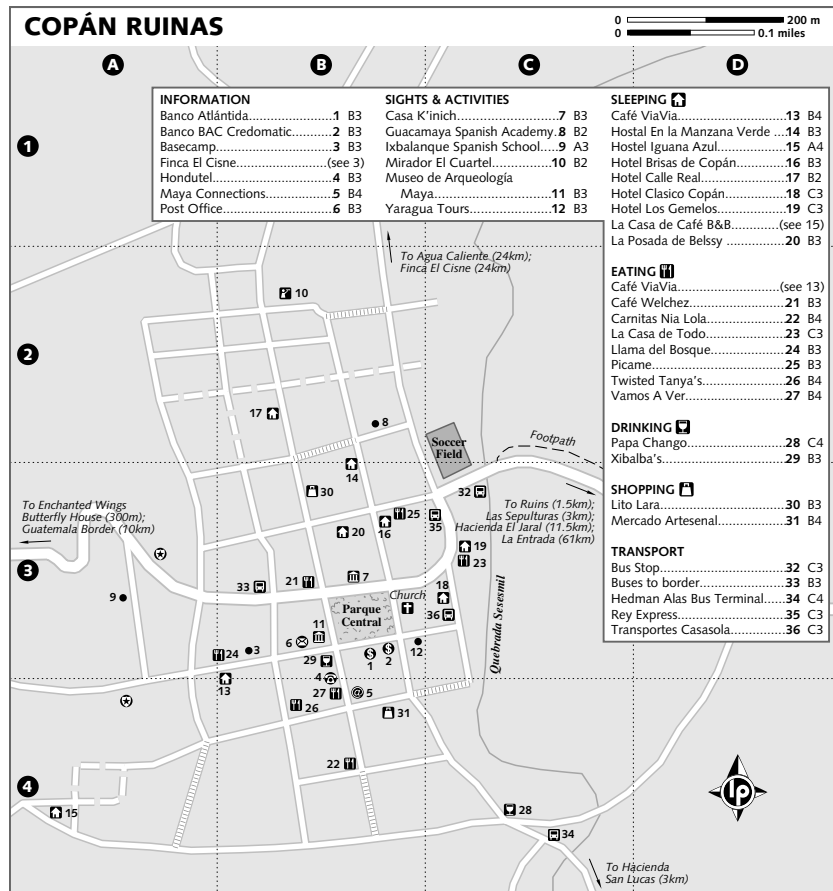 COPÁN RUINAS
0 200 m
0 0.1 miles
A B C D
1
INFORMATION
Banco Atlántida 1 B3
Banco BAC Credomatic 2 B3
Basecamp 3 B3
Finca El Cisne (see 3)
Hondutel 4 B3
Maya Connections 5 B4
Post Office 6 B3
SIGHTS & ACTIVITIES
Casa K'inich 7 B3
Guacamaya Spanish Academy 8 B2
Ixbalanque Spanish School 9 A3
Mirador El Cuartel 10 B2
Museo de Arqueología
Maya 11 B3
Yaragua Tours 12 B3
SLEEPING
Café ViaVia 13 B4
Hostal En la Manzana Verde 14 B3
Hostel Iguana Azul 15 A4
Hotel Brisas de Copán 16 B3
Hotel Calle Real 17 B2
Hotel Clasico Copán 18 C3
Hotel Los Gemelos 19 C3
La Casa de Café B&B (see 15)
La Posada de Belssy 20 B3
EATING
Café ViaVia (see 13)
Café Welchez 21 B3
Carnitas Nia Lola 22 B4
La Casa de Todo 23 C3
Llama del Bosque 24 B3
Picame 25 B3
Twisted Tanya's 26 B4
Vamos A Ver 27 B4
DRINKING
Papa Chango 28 C4
Xibalba's 29 B3
SHOPPING
Lito Lara 30 B3
Mercado Artesenal 31 B4
TRANSPORT
Bus Stop 32 C3
Buses to border 33 B3
Hedman Alas Bus Terminal 34 C4
Rey Express 35 C3
Transportes Casasola 36 C3
To Agua Caliente (24km);
Finca El Cisne (24km)
10
2
17
8
Soccer
Field
Footpath
14
30
32
To Enchanted Wings
Butterfly House (300m);
Guatemala Border (10km)
To Ruins (1.5km);
Las Sepulturas (3km);
Hacienda El Jaral (11.5km);
La Entrada (61km)
25
35
20
16
19
23
3
33
21
7
18
9
Church
Parque
Central
36
11
6
24
3
29
1
2
12
Quebrada Sesesmil
13
4
27
5
26
31
22
4
15
28
34
lp
To Hacienda
San Lucas (3km)